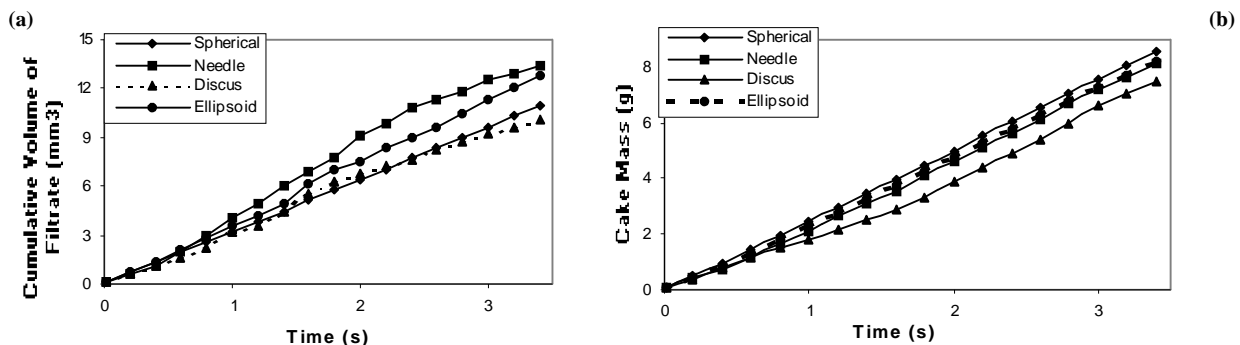 (a)
Cumulative Volume of
Filtrate (mm3)
15
12
9
6
3
0
Spherical
Needle
Discus
Ellipsoid
0 1 2 3
Time (s)
(b)
Cake Mass (g)
8
6
4
2
0
Spherical
Needle
Discus
Ellipsoid
0 1 2 3
Time (s)